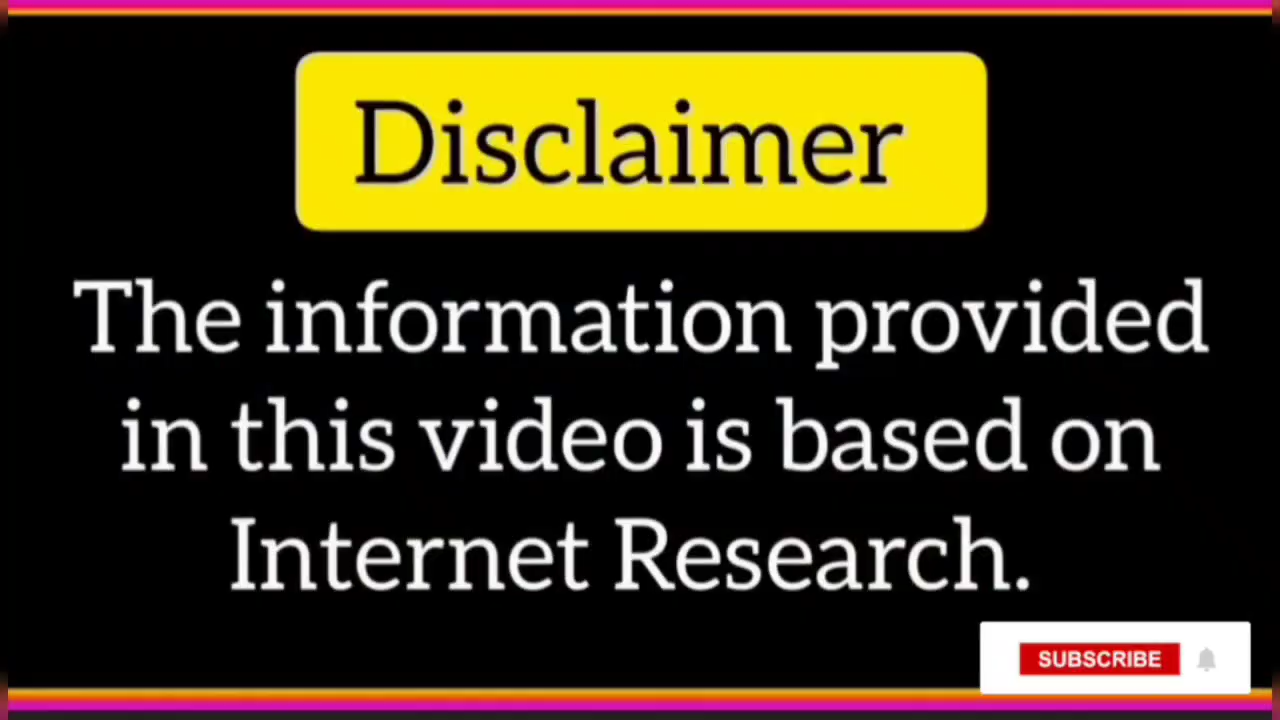 Disclaimer
The information provided
in this video is based on
Internet Research.
SUBSCRIBE